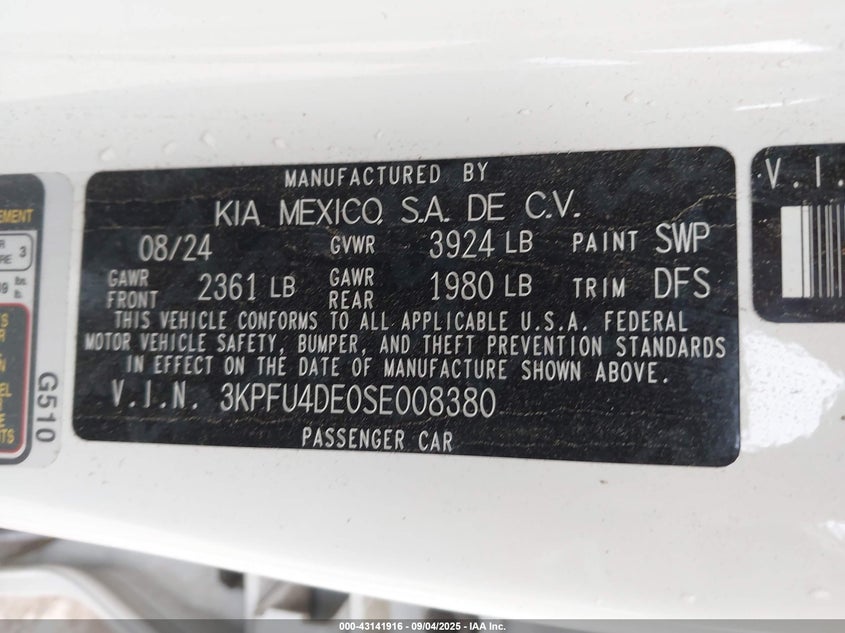 MANUFACTURED BY
KIA MEXICO S.A. DE C.V.
08/24 GVWR 3924 LB PAINT SWP
GAWR FRONT 2361 LB GAWR REAR 1980 LB TRIM DFS
THIS VEHICLE CONFORMS TO ALL APPLICABLE U.S.A. FEDERAL
MOTOR VEHICLE SAFETY, BUMPER, AND THEFT PREVENTION STANDARDS
IN EFFECT ON THE DATE OF MANUFACTURE SHOWN ABOVE.
V.I.N. 3KPFU4DE0SE008380
PASSENGER CAR
G510
V.I.
000-43141916 - 09/04/2025 - IAA Inc.